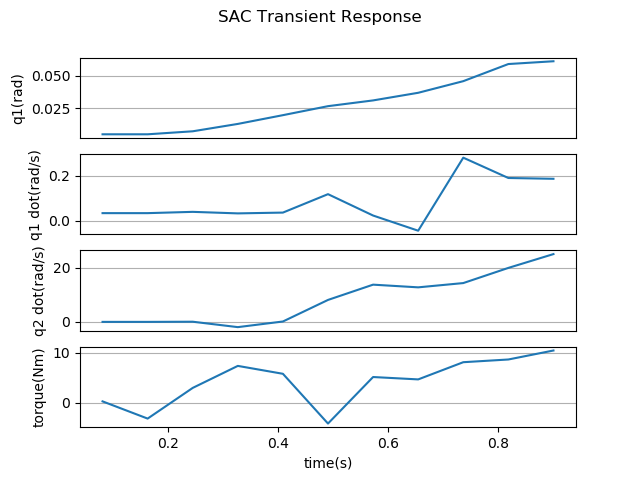 SAC Transient Response
q1(rad)
0.050
0.025
q1 dot(rad/s)
0.2
0.0
q2 dot(rad/s)
20
0
torque(Nm)
10
0
0.2 0.4 0.6 0.8
time(s)